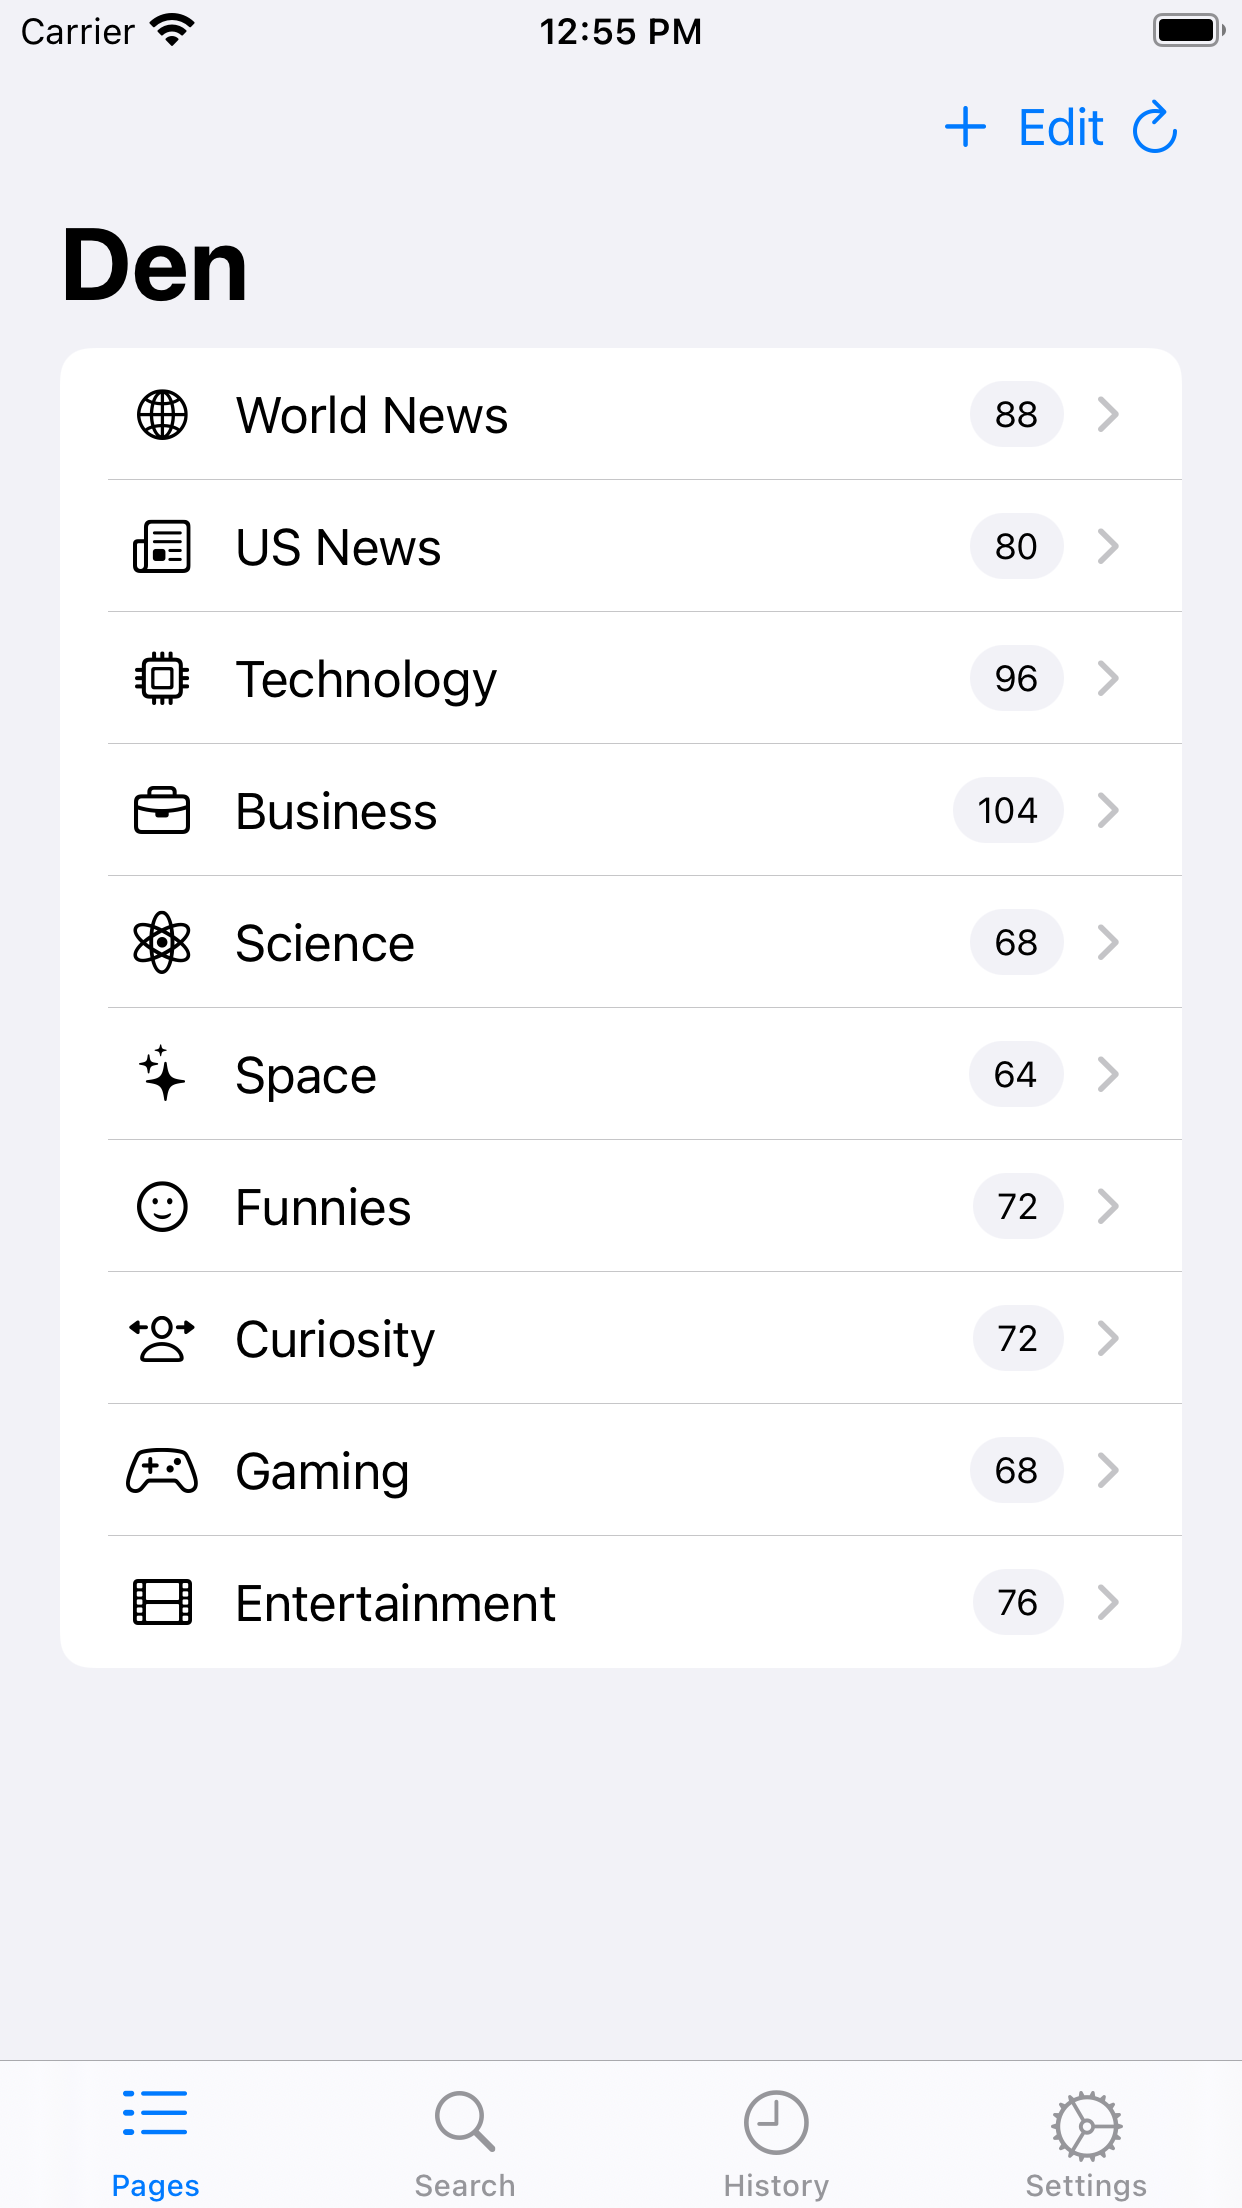 Carrier 12:55 PM
Edit
Den
World News 88
US News 80
Technology 96
Business 104
Science 68
Space 64
Funnies 72
Curiosity 72
Gaming 68
Entertainment 76
Pages Search History Settings